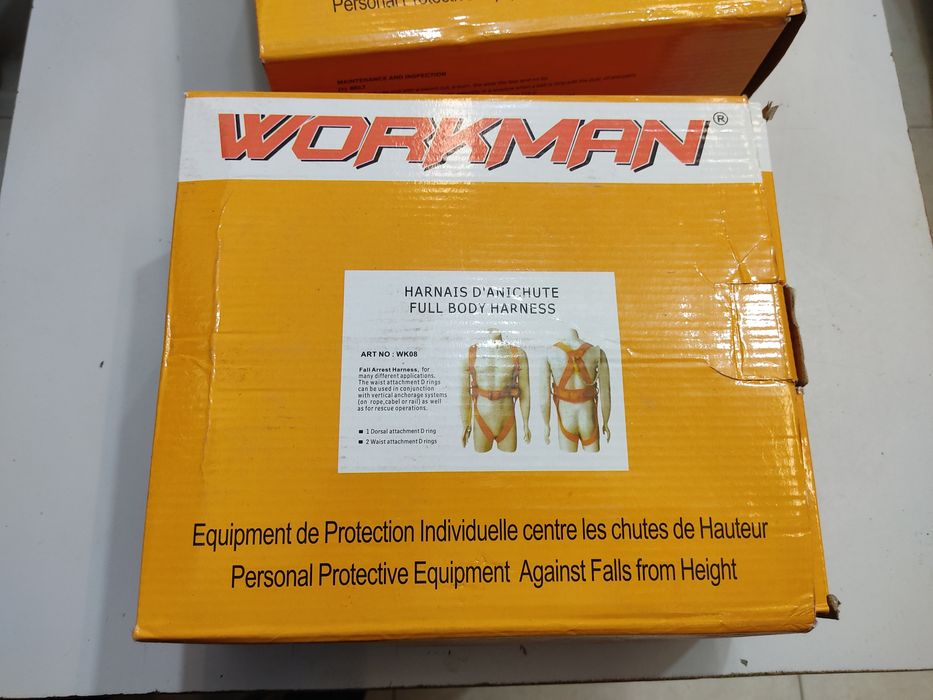 Personal Protective
MAINTENANCE AND INSPECTION
WORKMAN®
HARNAIS D'ANICHUTE
FULL BODY HARNESS
ART NO : WK08
Fall Arrest Harness, for
many different applications.
The waist attachment D rings
can be used in conjunction
with vertical anchorage systems
(on rope,cabel or rail) as well
as for rescue operations.
■ 1 Dorsal attachment D ring
■ 2 Waist attachment D rings
Equipment de Protection Individuelle centre les chutes de Hauteur
Personal Protective Equipment Against Falls from Height